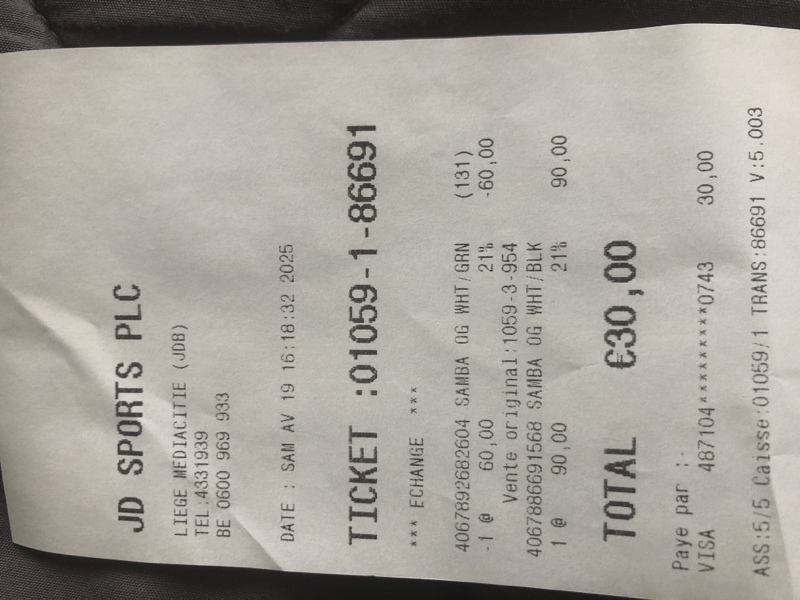 JD SPORTS PLC
LIEGE MEDIACITIE (JDB)
TEL:4331939
BE 0600 969 933
DATE : SAM AV 19 16:18:32 2025
TICKET :01059-1-86691
*** ECHANGE ***
4067892682604 SAMBA OG WHT/GRN (131)
-1 @ 60,00 21% -60,00
Vente original:1059-3-954
4067886691568 SAMBA OG WHT/BLK
1 @ 90,00 21% 90,00
TOTAL €30,00
Paye par :-
VISA 487104*********0743 30,00
ASS:5/5 Caisse:01059/1 TRANS:86691 V:5.003